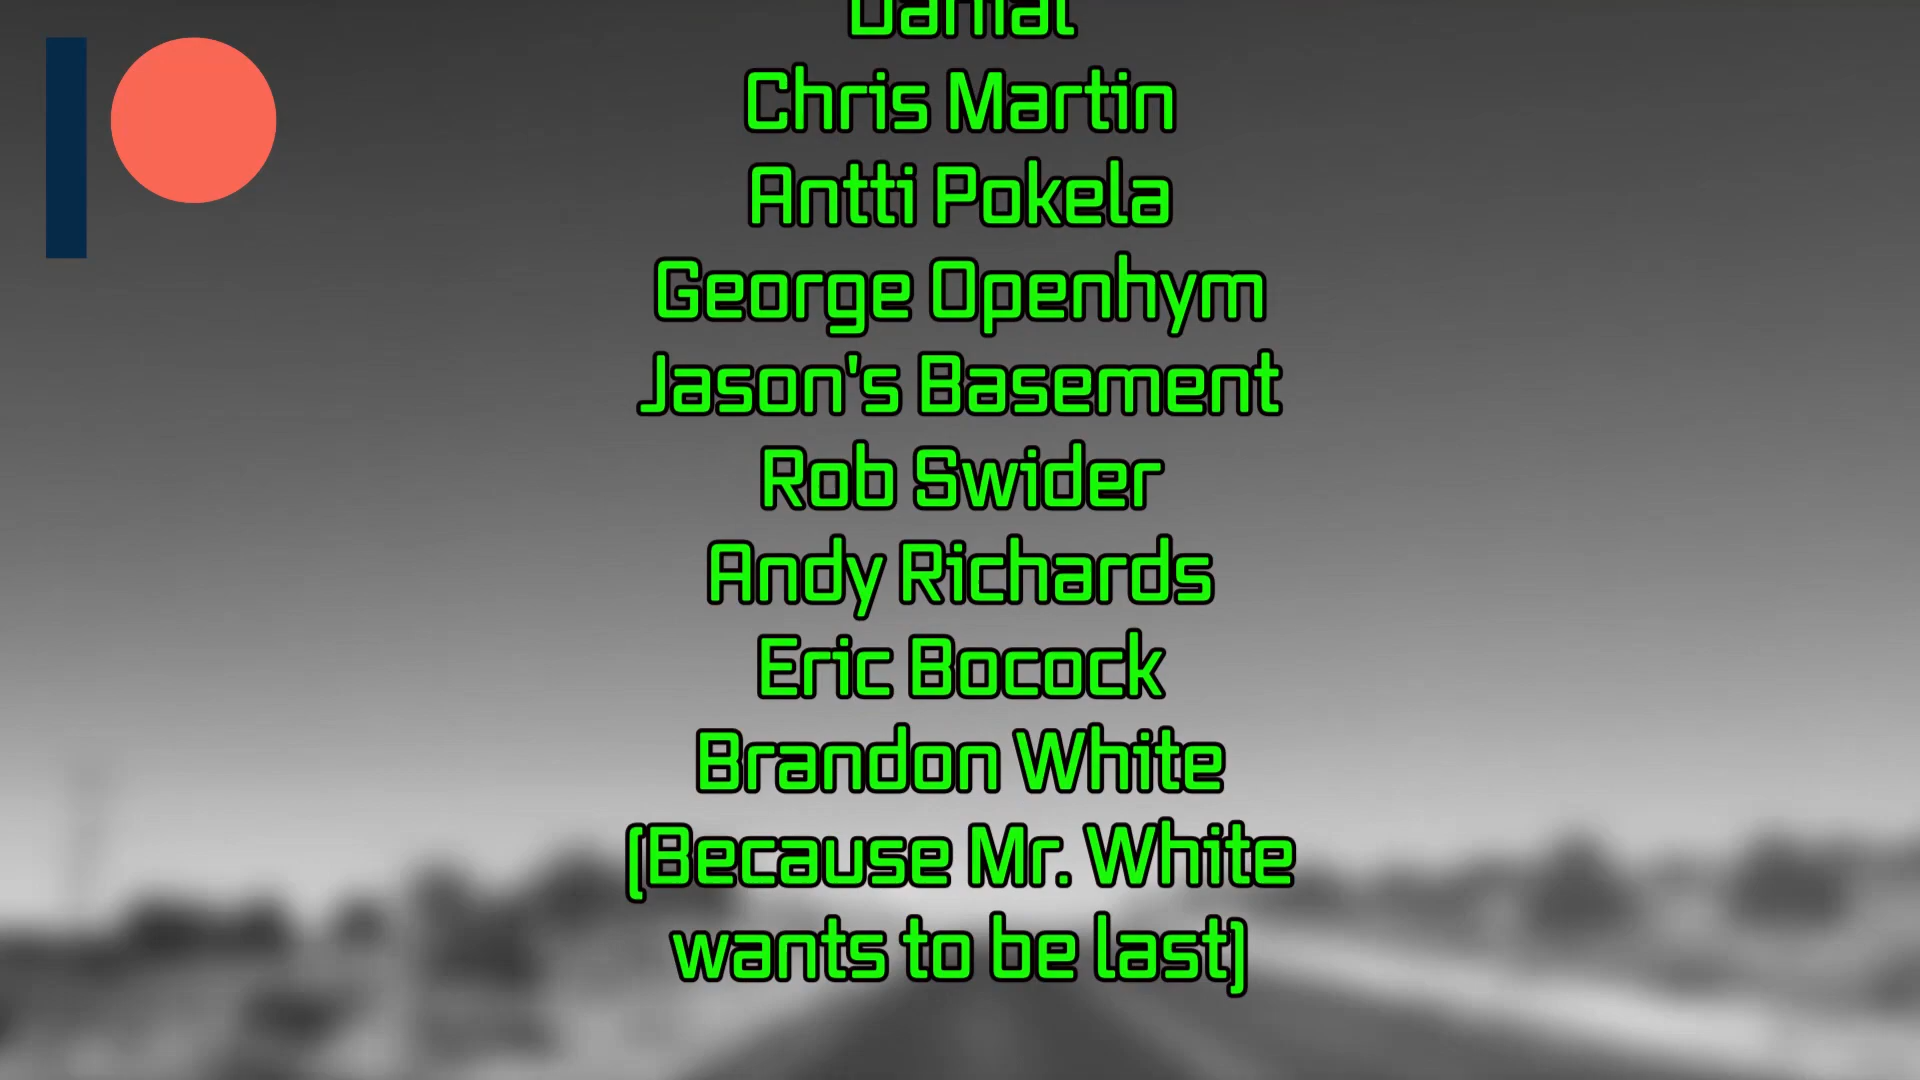 Chris Martin
Antti Pokela
George Openhym
Jason's Basement
Rob Swider
Andy Richards
Eric Bocock
Brandon White
(Because Mr. White
wants to be last)